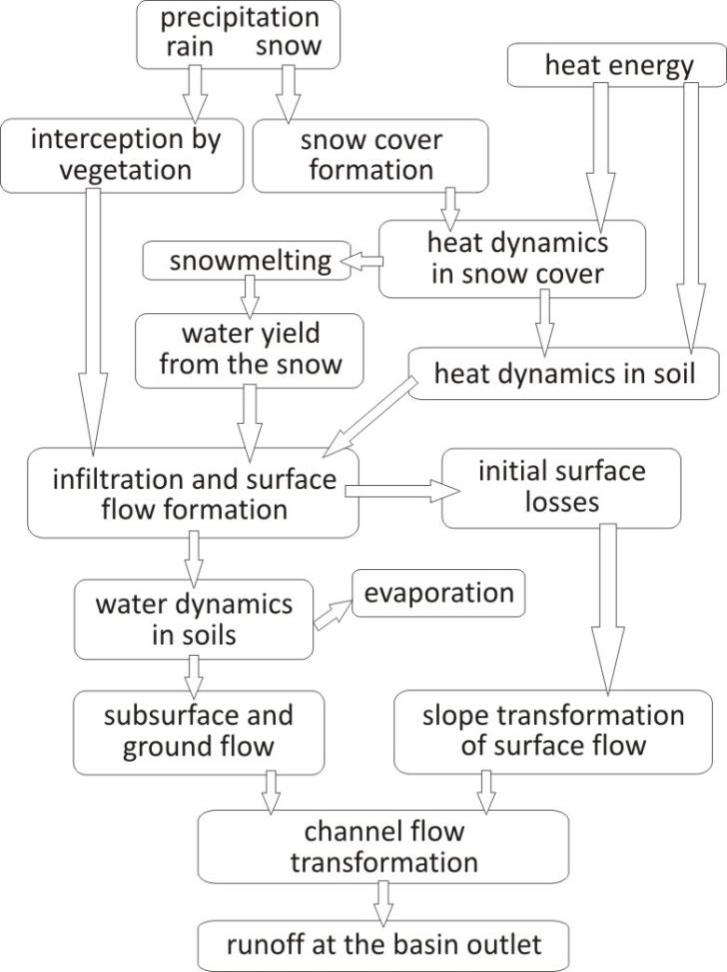 precipitation
rain snow
heat energy
interception by
vegetation
snow cover
formation
heat dynamics
in snow cover
snowmelting
water yield
from the snow
heat dynamics in soil
infiltration and surface
flow formation
initial surface
losses
water dynamics
in soils
evaporation
subsurface and
ground flow
slope transformation
of surface flow
channel flow
transformation
runoff at the basin outlet